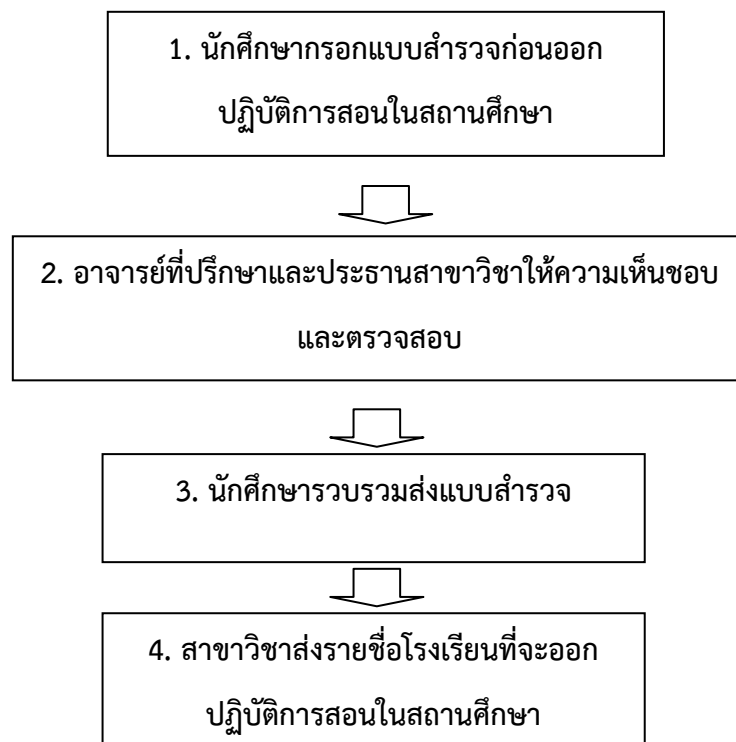 1. นักศึกษากรอกแบบสำรวจก่อนออก
ปฏิบัติการสอนในสถานศึกษา
2. อาจารย์ที่ปรึกษาและประธานสาขาวิชาให้ความเห็นชอบ
และตรวจสอบ
3. นักศึกษารวบรวมส่งแบบสำรวจ
4. สาขาวิชาส่งรายชื่อโรงเรียนที่จะออก
ปฏิบัติการสอนในสถานศึกษา